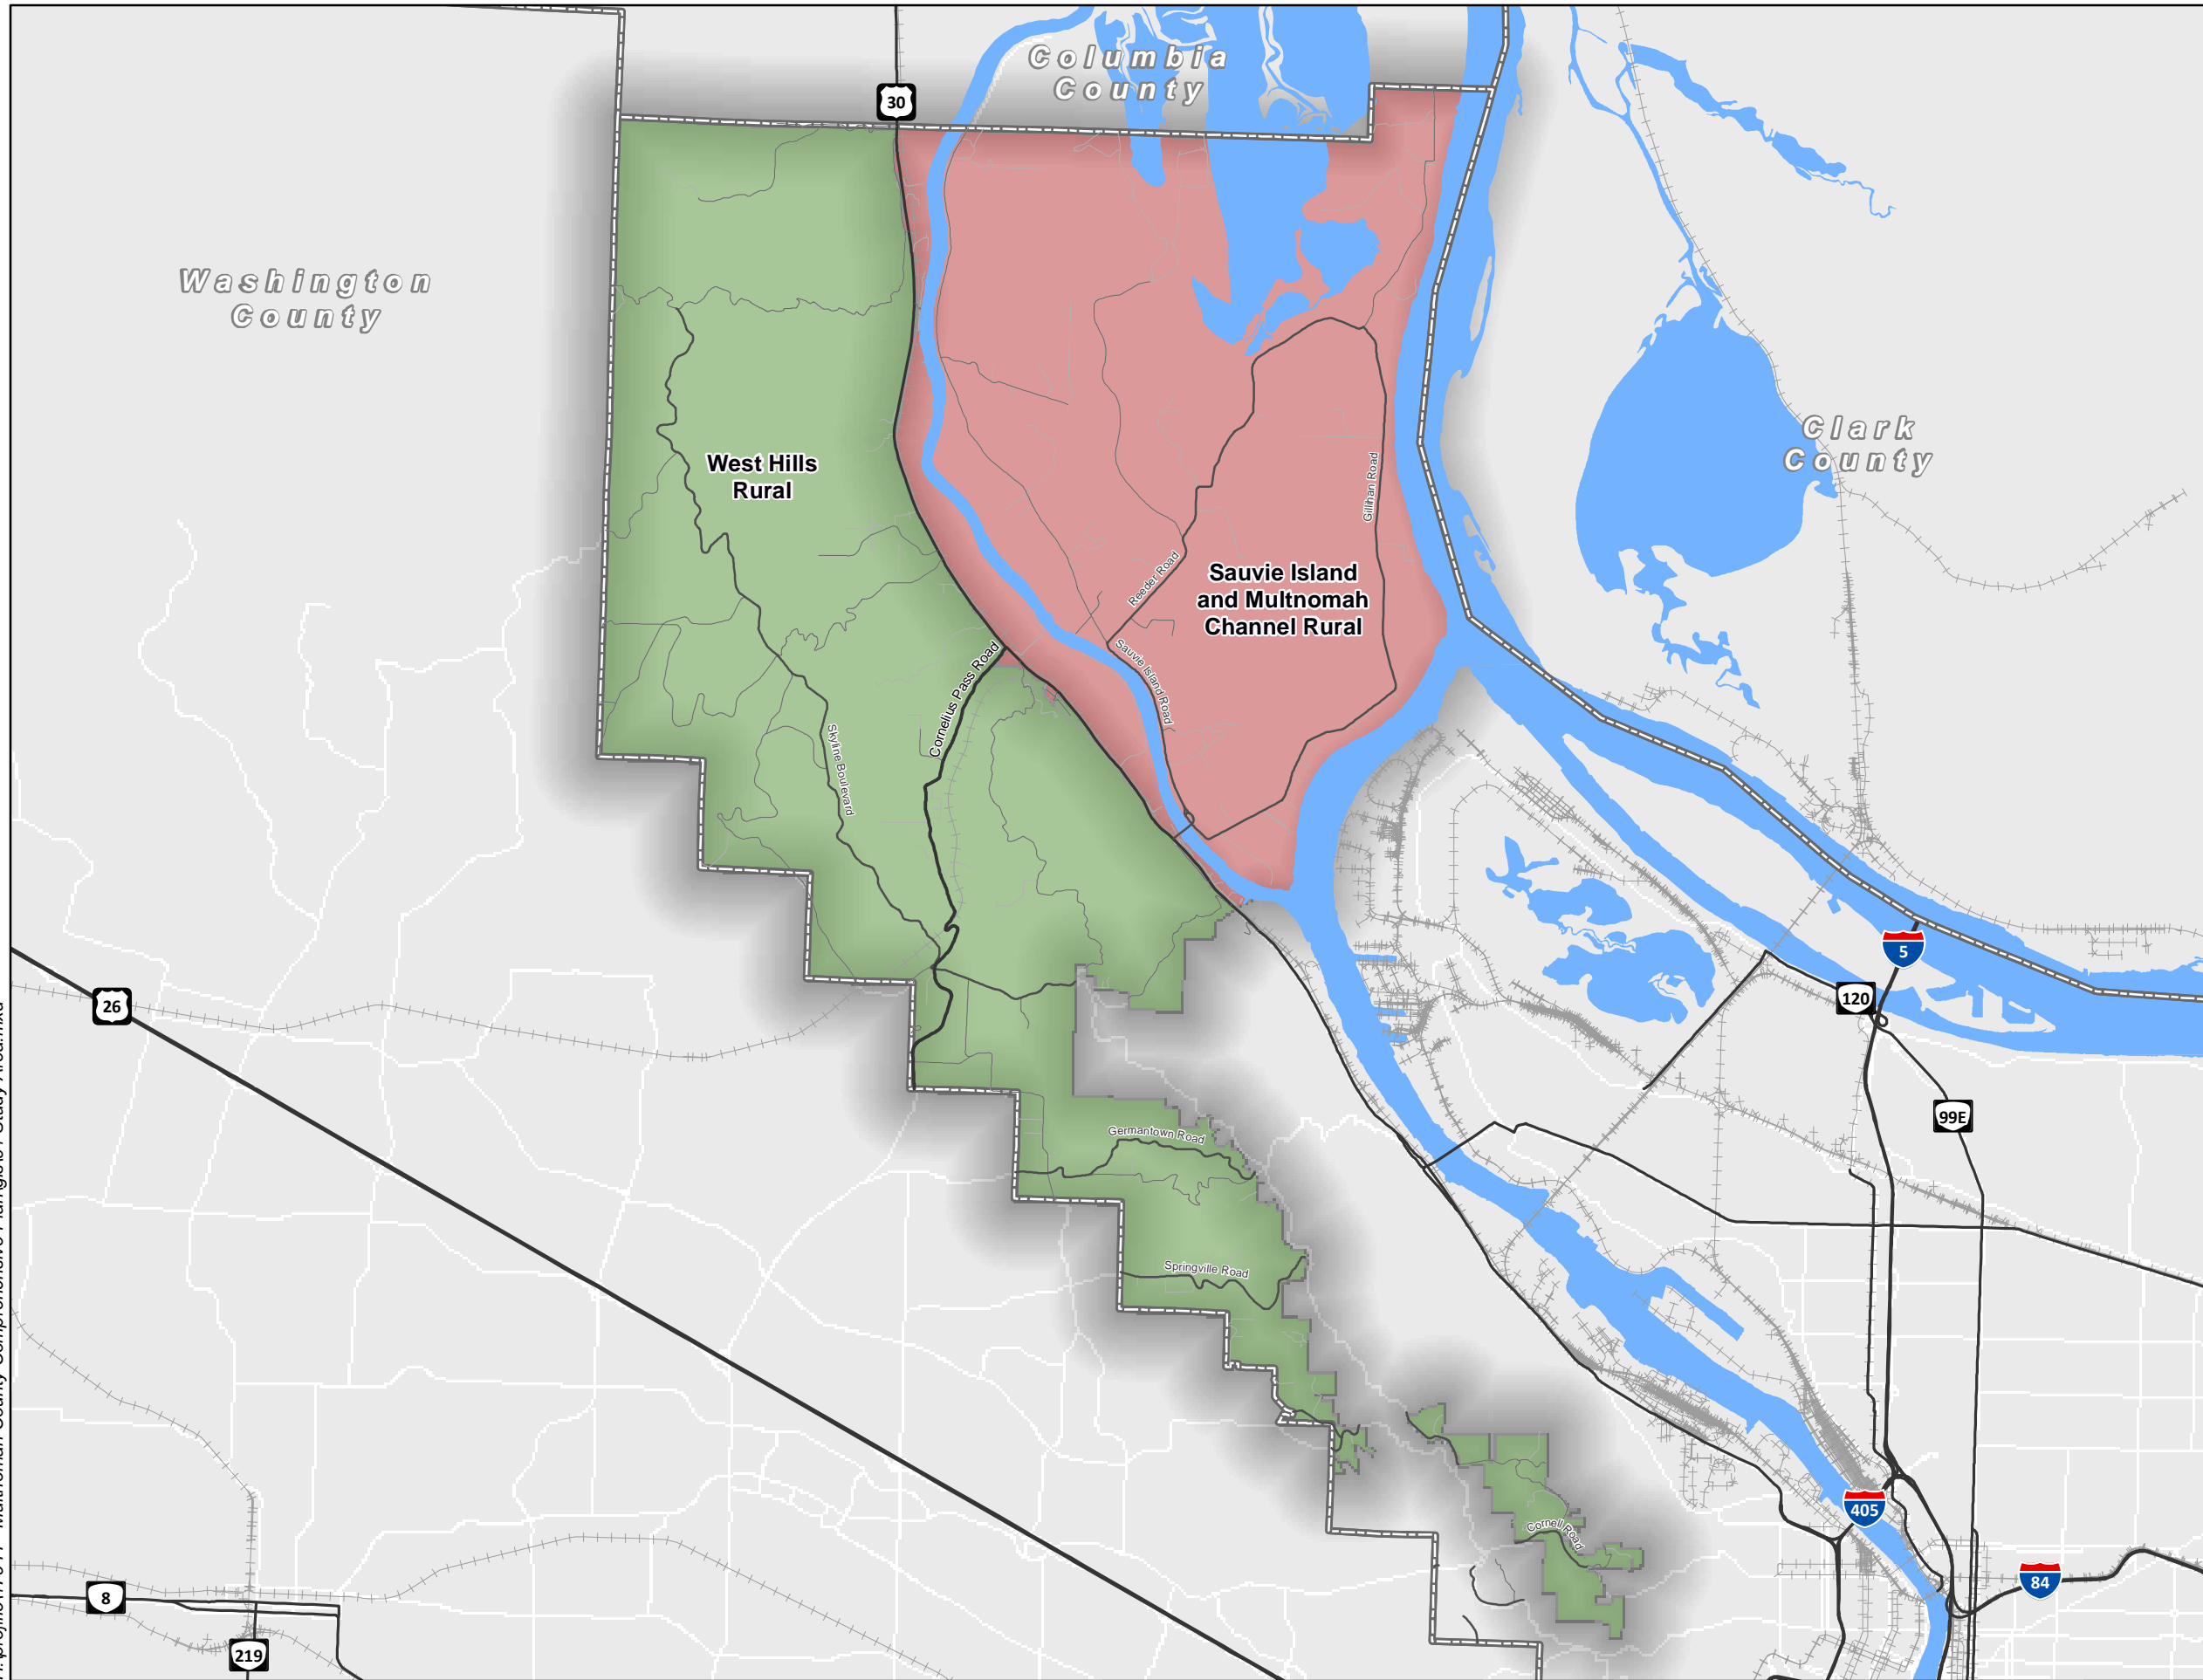 Columbia
County
30
Washington
County
Clark
County
West Hills
Rural
Gillihan Road
Reeder Road
Sauvie Island
and Multnomah
Channel Rural
Sauvie Island Road
Cornelius Pass Road
Skyline Boulevard
5
120
26
99E
Germantown Road
Springville Road
405
Cornell Road
84
8
219